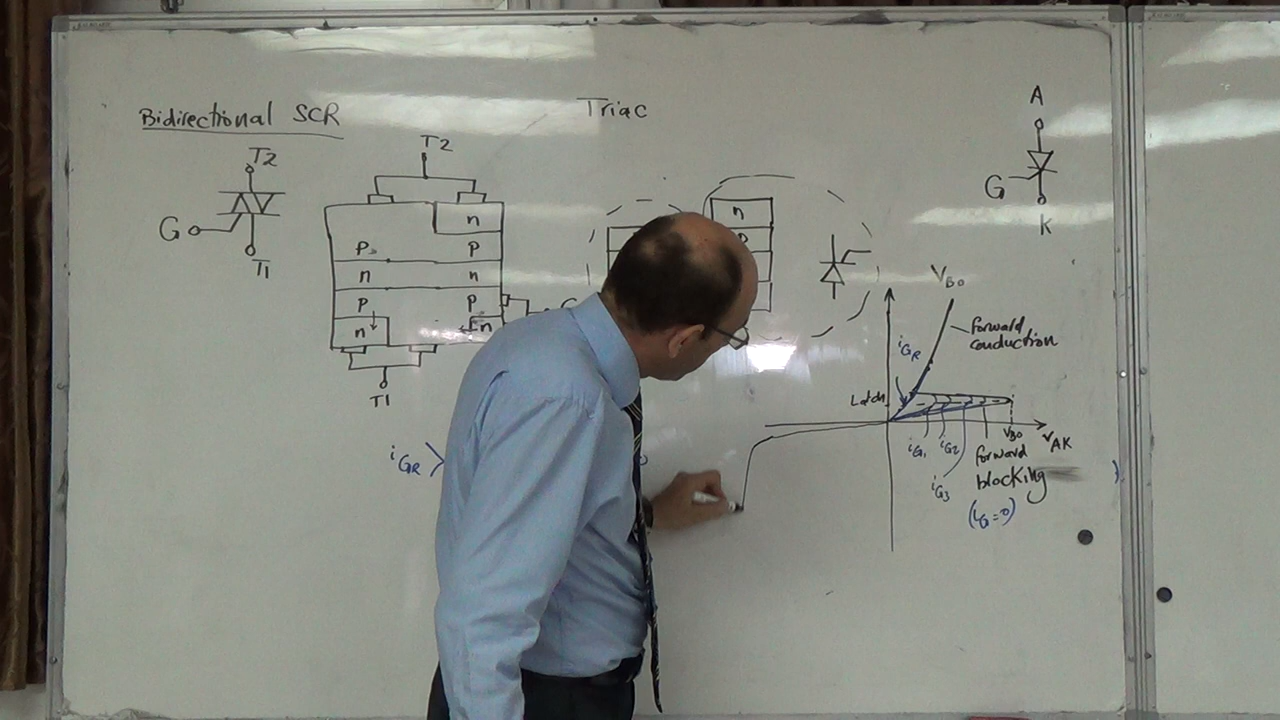 Bidirectional SCR
Triac
A
G
K
T2
G
T1
T2
n
P
P
n
n
P
P
n
n
T1
n
VBO
forward
conduction
iGR
Latch
VBO
vAK
iG1
iG2
iG3
forward
blocking
(iG=0)
iGR >